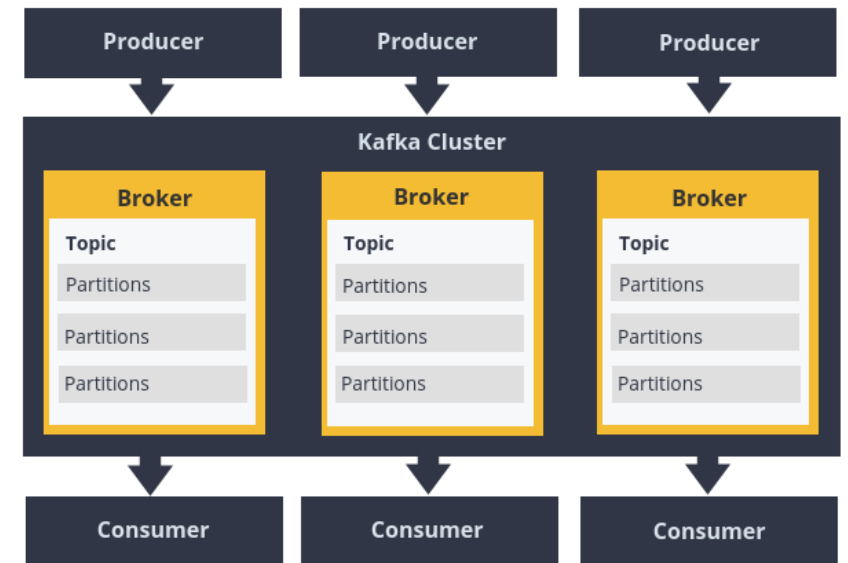 Producer
Producer
Producer
Kafka Cluster
Broker
Topic
Partitions
Partitions
Partitions
Broker
Topic
Partitions
Partitions
Partitions
Broker
Topic
Partitions
Partitions
Partitions
Consumer
Consumer
Consumer